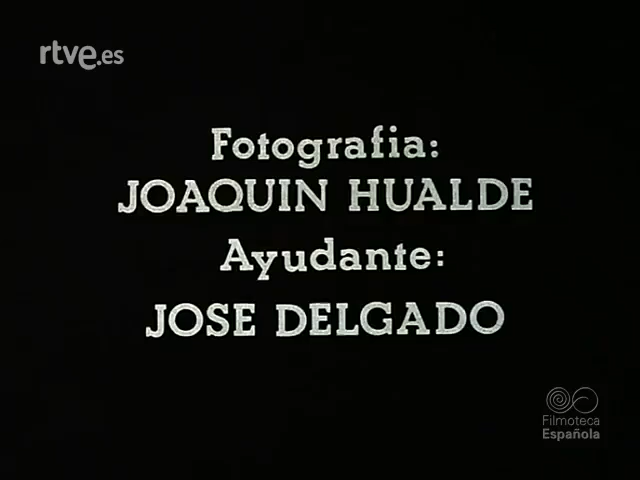 rtve.es
Fotografia:
JOAQUIN HUALDE
Ayudante:
JOSE DELGADO
Filmoteca
Española